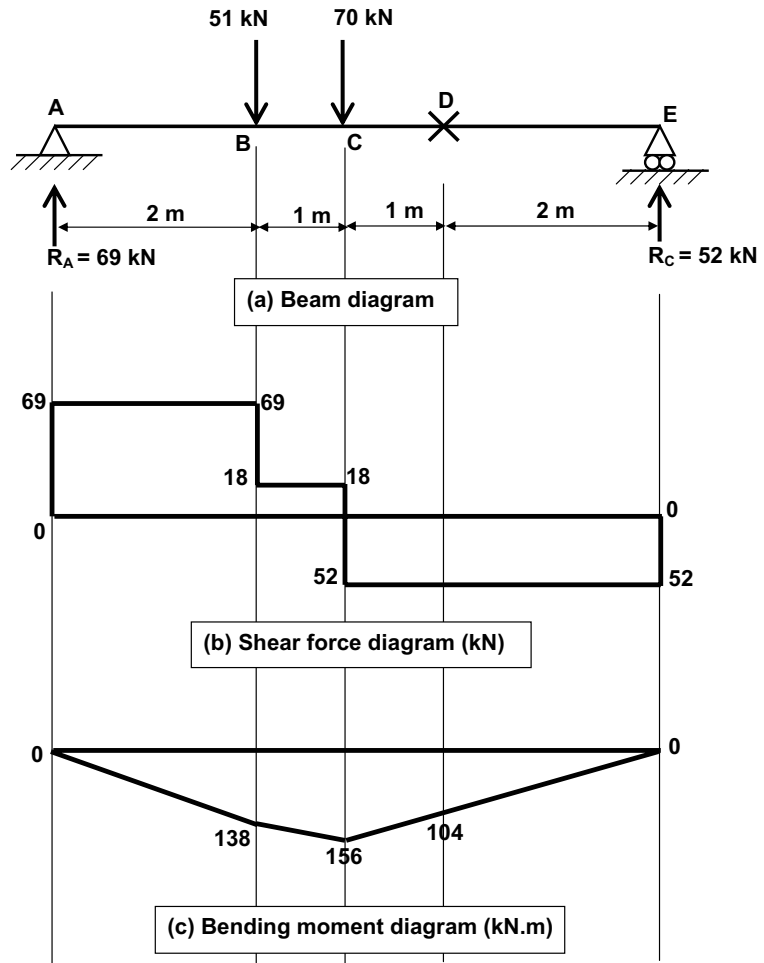 51 kN 70 kN
A D E
B C
2 m 1 m 1 m 2 m
R_A = 69 kN R_C = 52 kN
(a) Beam diagram
69 69
18 18
0 0
52 52
(b) Shear force diagram (kN)
0 0
138 156 104
(c) Bending moment diagram (kN.m)